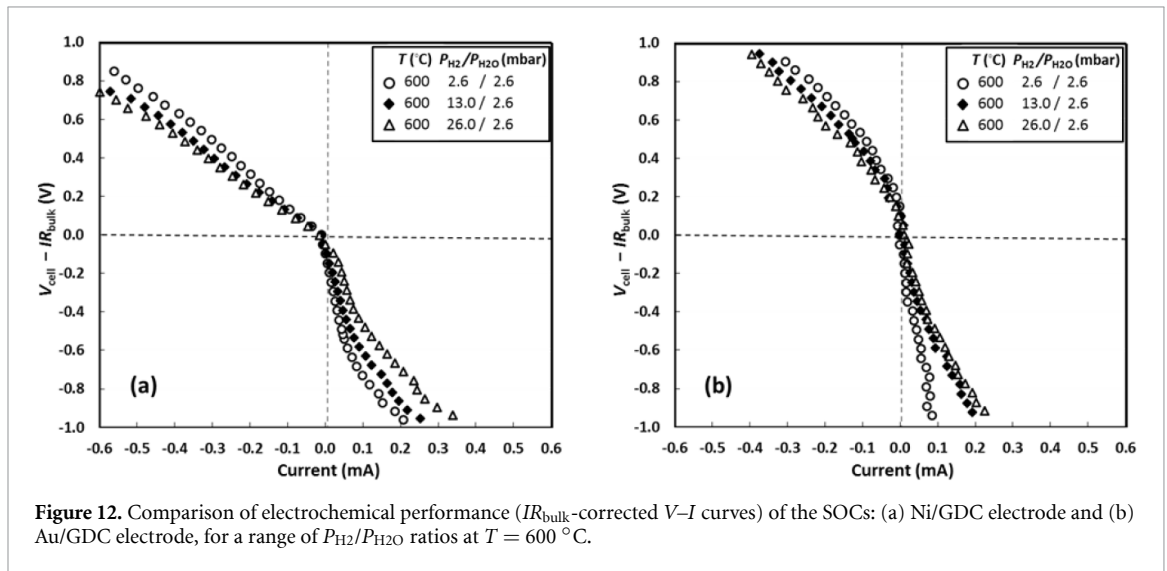 1.0
0.8
0.6
0.4
0.2
0.0
-0.2
-0.4
-0.6
-0.8
-1.0
V_cell – IR_bulk (V)
T (°C) P_H2/P_H2O (mbar)
600 2.6 / 2.6
600 13.0 / 2.6
600 26.0 / 2.6
(a)
-0.6 -0.5 -0.4 -0.3 -0.2 -0.1 0.0 0.1 0.2 0.3 0.4 0.5 0.6
Current (mA)
1.0
0.8
0.6
0.4
0.2
0.0
-0.2
-0.4
-0.6
-0.8
-1.0
V_cell – IR_bulk (V)
T (°C) P_H2/P_H2O (mbar)
600 2.6 / 2.6
600 13.0 / 2.6
600 26.0 / 2.6
(b)
-0.6 -0.5 -0.4 -0.3 -0.2 -0.1 0.0 0.1 0.2 0.3 0.4 0.5 0.6
Current (mA)
Figure 12. Comparison of electrochemical performance (IR_bulk-corrected V–I curves) of the SOCs: (a) Ni/GDC electrode and (b)
Au/GDC electrode, for a range of P_H2/P_H2O ratios at T = 600 °C.